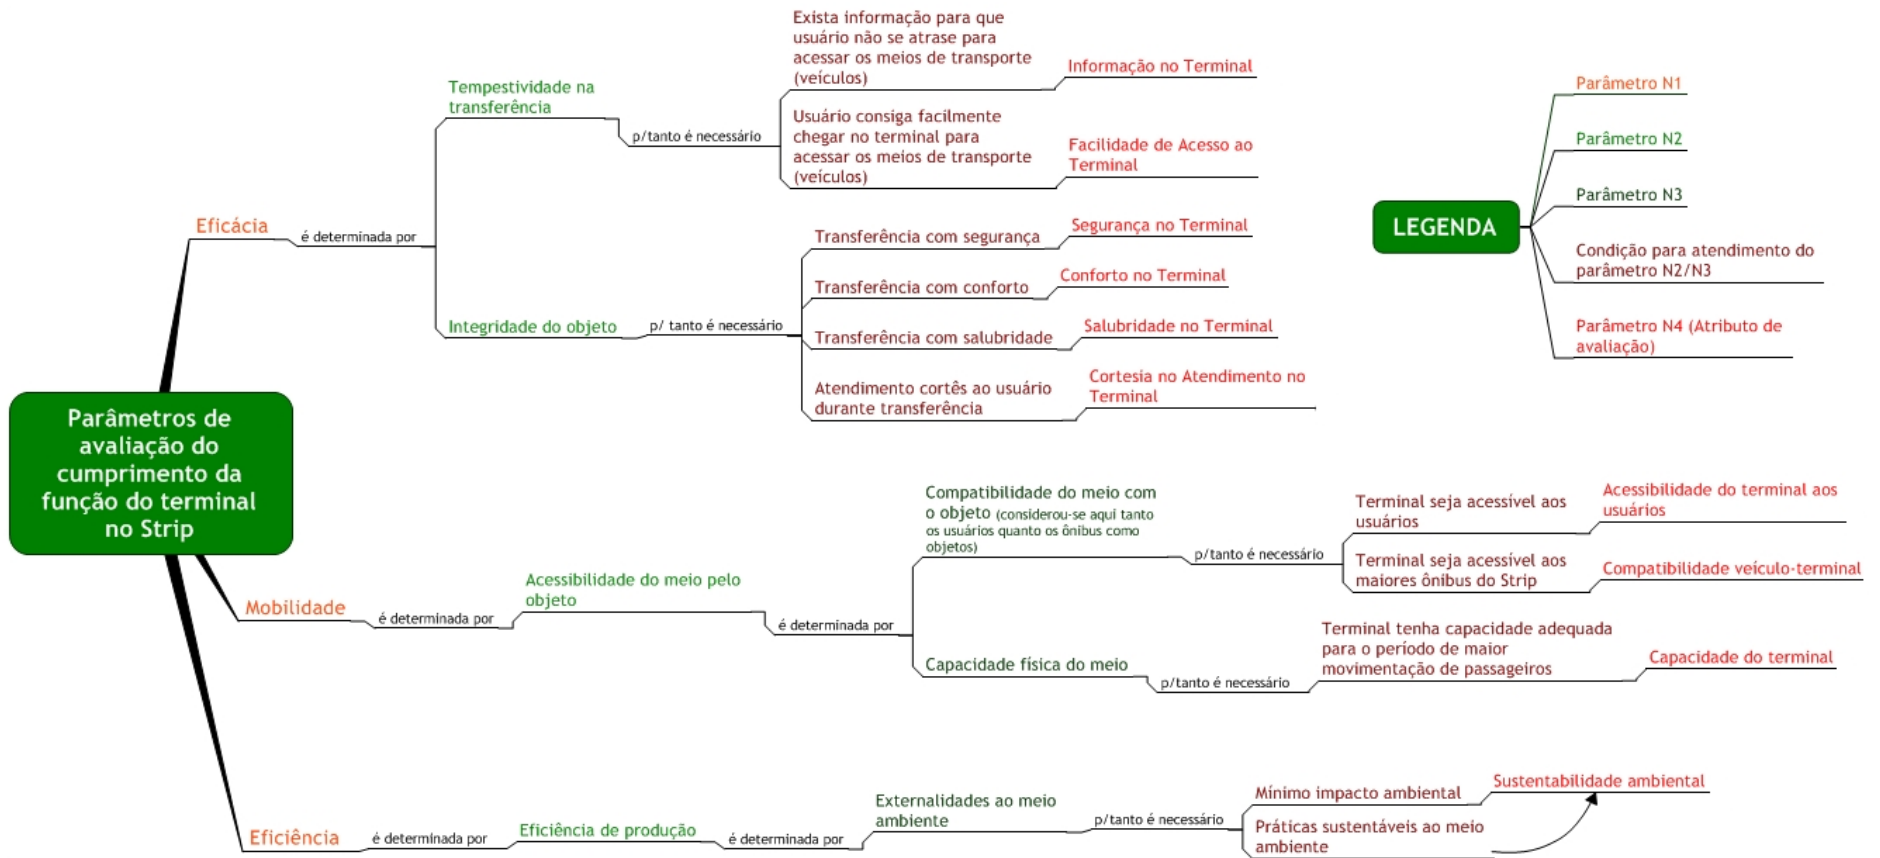 Parâmetros de
avaliação do
cumprimento da
função do terminal
no Strip
Eficácia
é determinada por
Tempestividade na
transferência
p/tanto é necessário
Exista informação para que
usuário não se atrase para
acessar os meios de transporte
(veículos)
Informação no Terminal
Usuário consiga facilmente
chegar no terminal para
acessar os meios de transporte
(veículos)
Facilidade de Acesso ao
Terminal
Integridade do objeto
p/ tanto é necessário
Transferência com segurança
Segurança no Terminal
Transferência com conforto
Conforto no Terminal
Transferência com salubridade
Salubridade no Terminal
Atendimento cortês ao usuário
durante transferência
Cortesia no Atendimento no
Terminal
Mobilidade
é determinada por
Acessibilidade do meio pelo
objeto
é determinada por
Compatibilidade do meio com
o objeto (considerou-se aqui tanto
os usuários quanto os ônibus como
objetos)
p/tanto é necessário
Terminal seja acessível aos
usuários
Acessibilidade do terminal aos
usuários
Terminal seja acessível aos
maiores ônibus do Strip
Compatibilidade veículo-terminal
Capacidade física do meio
p/tanto é necessário
Terminal tenha capacidade adequada
para o período de maior
movimentação de passageiros
Capacidade do terminal
Eficiência
é determinada por
Eficiência de produção
é determinada por
Externalidades ao meio
ambiente
p/tanto é necessário
Mínimo impacto ambiental
Sustentabilidade ambiental
Práticas sustentáveis ao meio
ambiente
LEGENDA
Parâmetro N1
Parâmetro N2
Parâmetro N3
Condição para atendimento do
parâmetro N2/N3
Parâmetro N4 (Atributo de
avaliação)